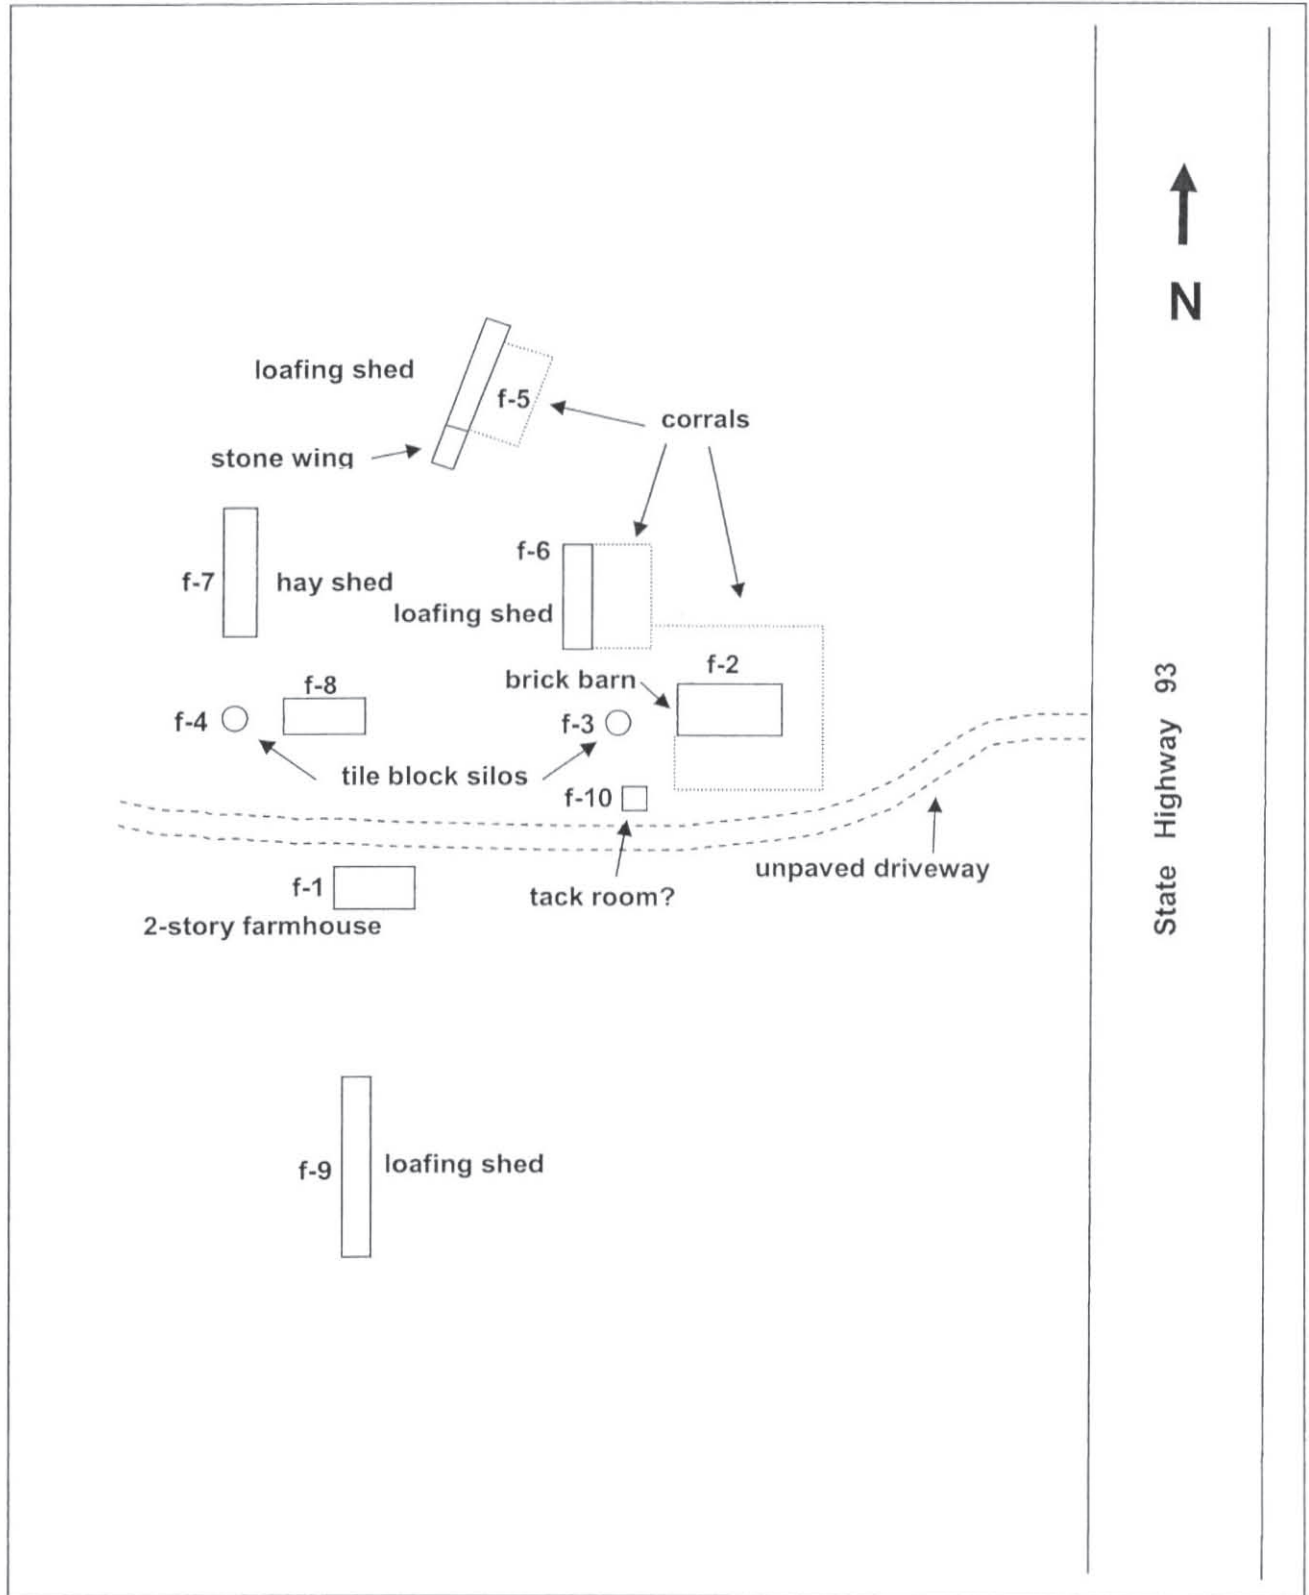 N
loafing shed
f-5
corrals
stone wing
f-6
f-7
hay shed
loafing shed
f-2
brick barn
f-8
f-4
f-3
tile block silos
f-10
unpaved driveway
f-1
tack room?
2-story farmhouse
State Highway 93
f-9
loafing shed